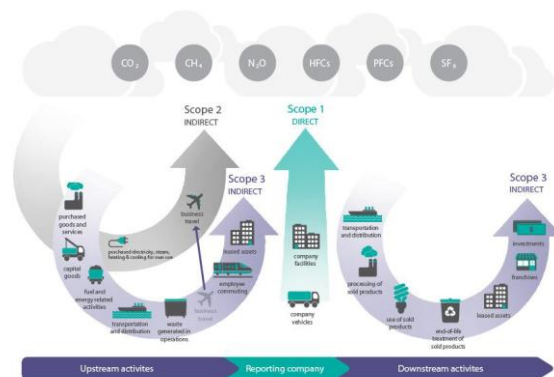 CO2
CH4
N2O
HFCs
PFCs
SF6
Scope 2
INDIRECT
Scope 1
DIRECT
Scope 3
INDIRECT
Scope 3
INDIRECT
purchased
goods and
services
capital
goods
fuel and
energy related
activities
purchased electricity, steam,
heating & cooling for own use
transportation
and distribution
waste
generated in
operations
business
travel
business
travel
employee
commuting
leased assets
company
facilities
company
vehicles
transportation
and distribution
processing of
sold products
use of sold
products
end-of-life
treatment of
sold products
leased assets
franchises
investments
Upstream activites
Reporting company
Downstream activites